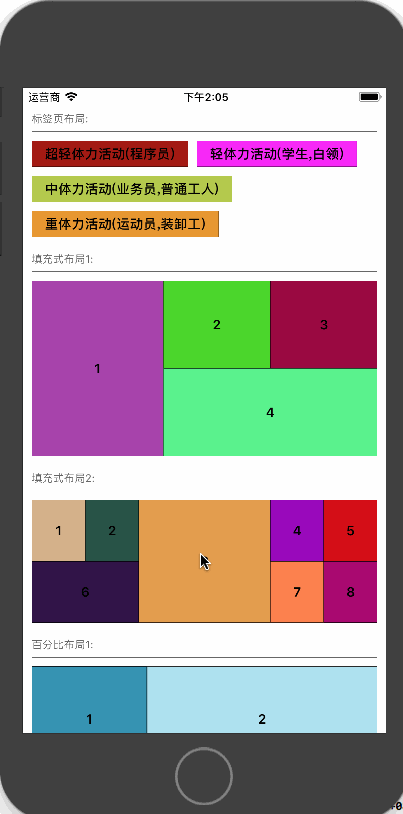 运营商 下午2:05
标签页布局:
超轻体力活动(程序员) 轻体力活动(学生,白领)
中体力活动(业务员,普通工人)
重体力活动(运动员,装卸工)
填充式布局1:
1 2 3
4
填充式布局2:
1 2 4 5
6 7 8
百分比布局1:
1 2